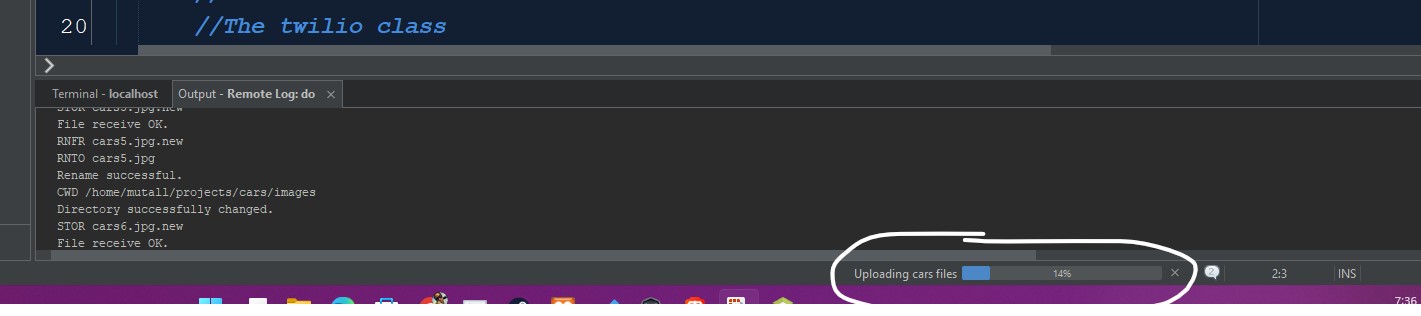 20 //The twilio class
Terminal - localhost Output - Remote Log: do ×
STOR cars5.jpg.new
File receive OK.
RNFR cars5.jpg.new
RNTO cars5.jpg
Rename successful.
CWD /home/mutall/projects/cars/images
Directory successfully changed.
STOR cars6.jpg.new
File receive OK.
Uploading cars files 14% × 2 2:3 INS
7:36